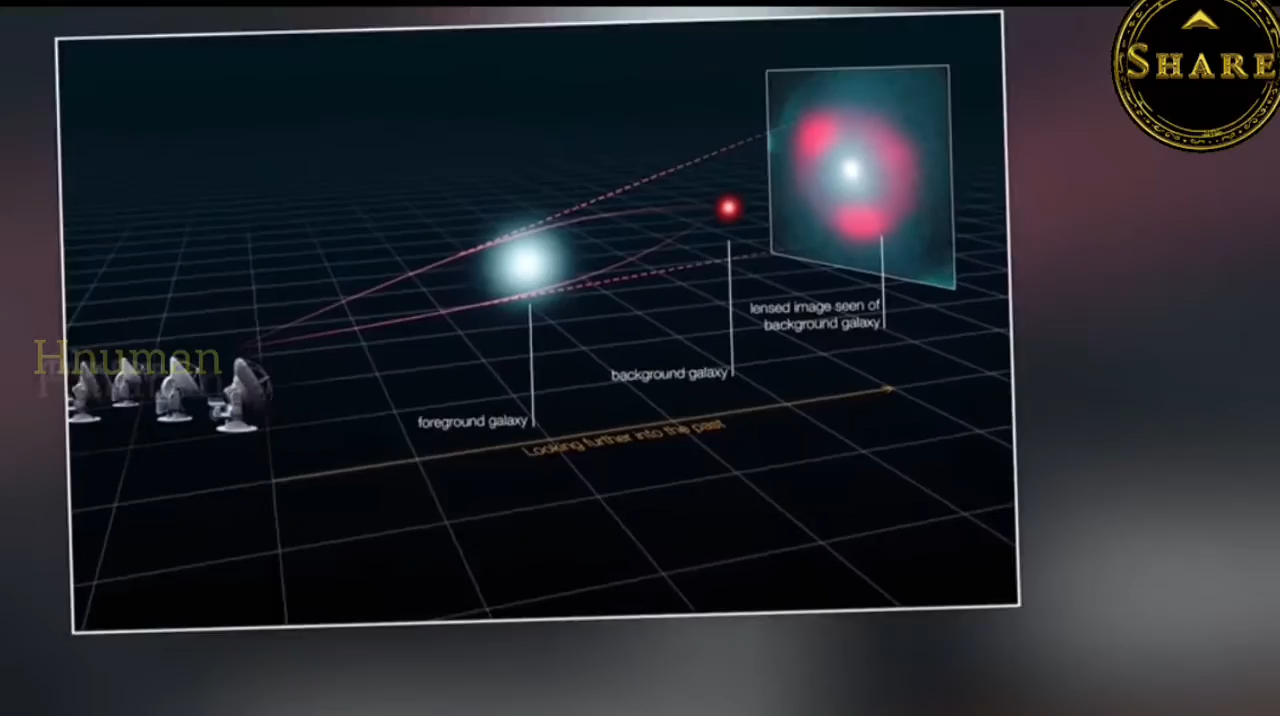 SHARE
lensed image seen of
background galaxy
Hnuman
background galaxy
foreground galaxy
Looking further into the past